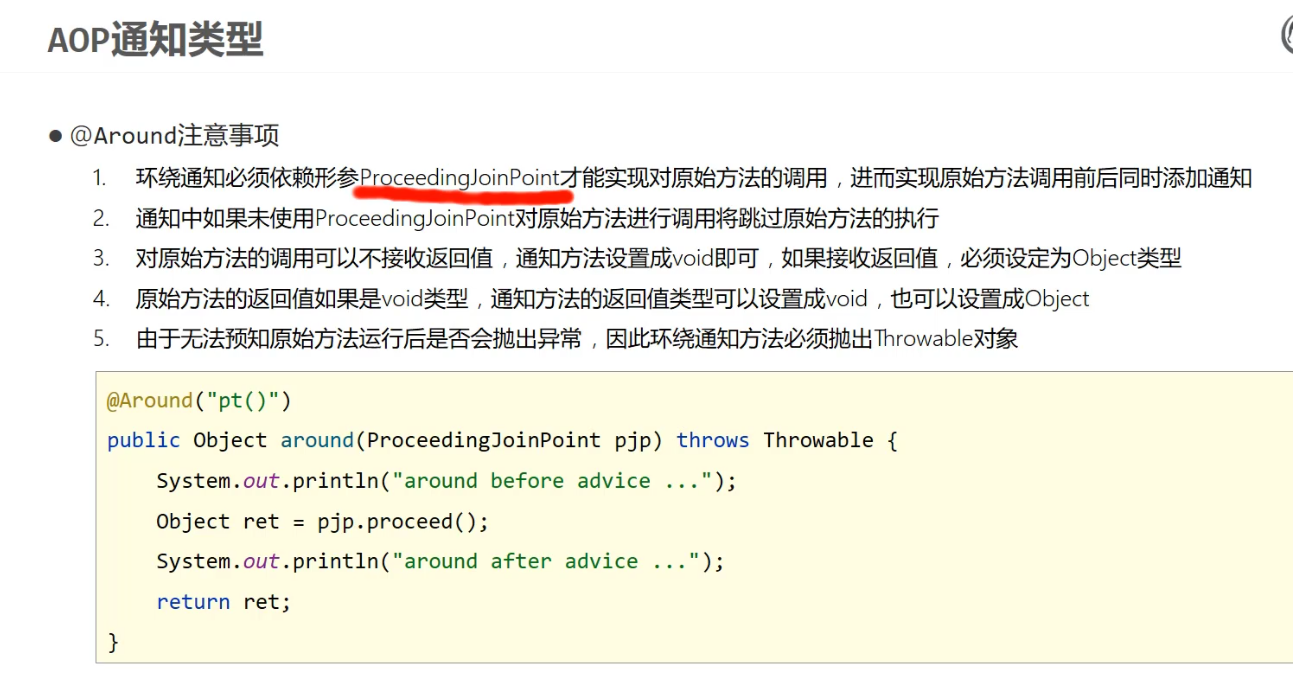 AOP通知类型
● @Around注意事项
1. 环绕通知必须依赖形参ProceedingJoinPoint才能实现对原始方法的调用，进而实现原始方法调用前后同时添加通知
2. 通知中如果未使用ProceedingJoinPoint对原始方法进行调用将跳过原始方法的执行
3. 对原始方法的调用可以不接收返回值，通知方法设置成void即可，如果接收返回值，必须设定为Object类型
4. 原始方法的返回值如果是void类型，通知方法的返回值类型可以设置成void，也可以设置成Object
5. 由于无法预知原始方法运行后是否会抛出异常，因此环绕通知方法必须抛出Throwable对象
@Around("pt()")
public Object around(ProceedingJoinPoint pjp) throws Throwable {
    System.out.println("around before advice ...");
    Object ret = pjp.proceed();
    System.out.println("around after advice ...");
    return ret;
}